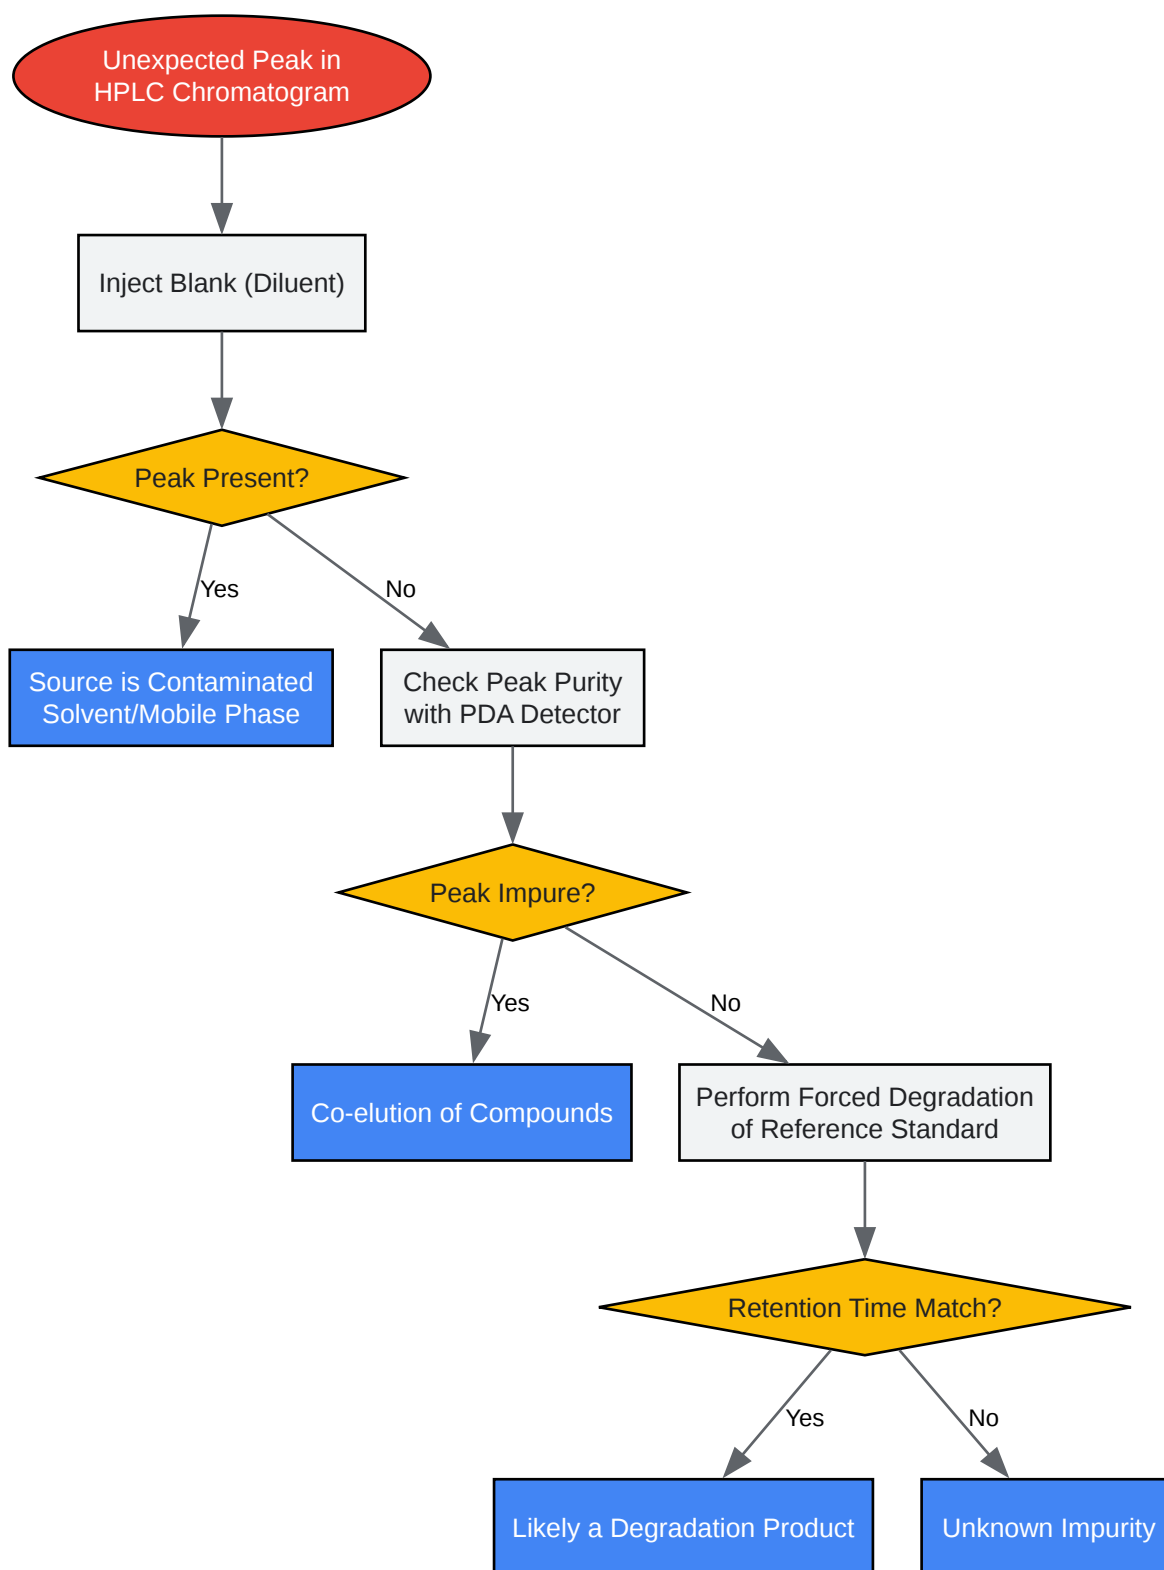 Unexpected Peak in
HPLC Chromatogram
Inject Blank (Diluent)
Peak Present?
Yes
No
Source is Contaminated
Solvent/Mobile Phase
Check Peak Purity
with PDA Detector
Peak Impure?
Yes
No
Co-elution of Compounds
Perform Forced Degradation
of Reference Standard
Retention Time Match?
Yes
No
Likely a Degradation Product
Unknown Impurity